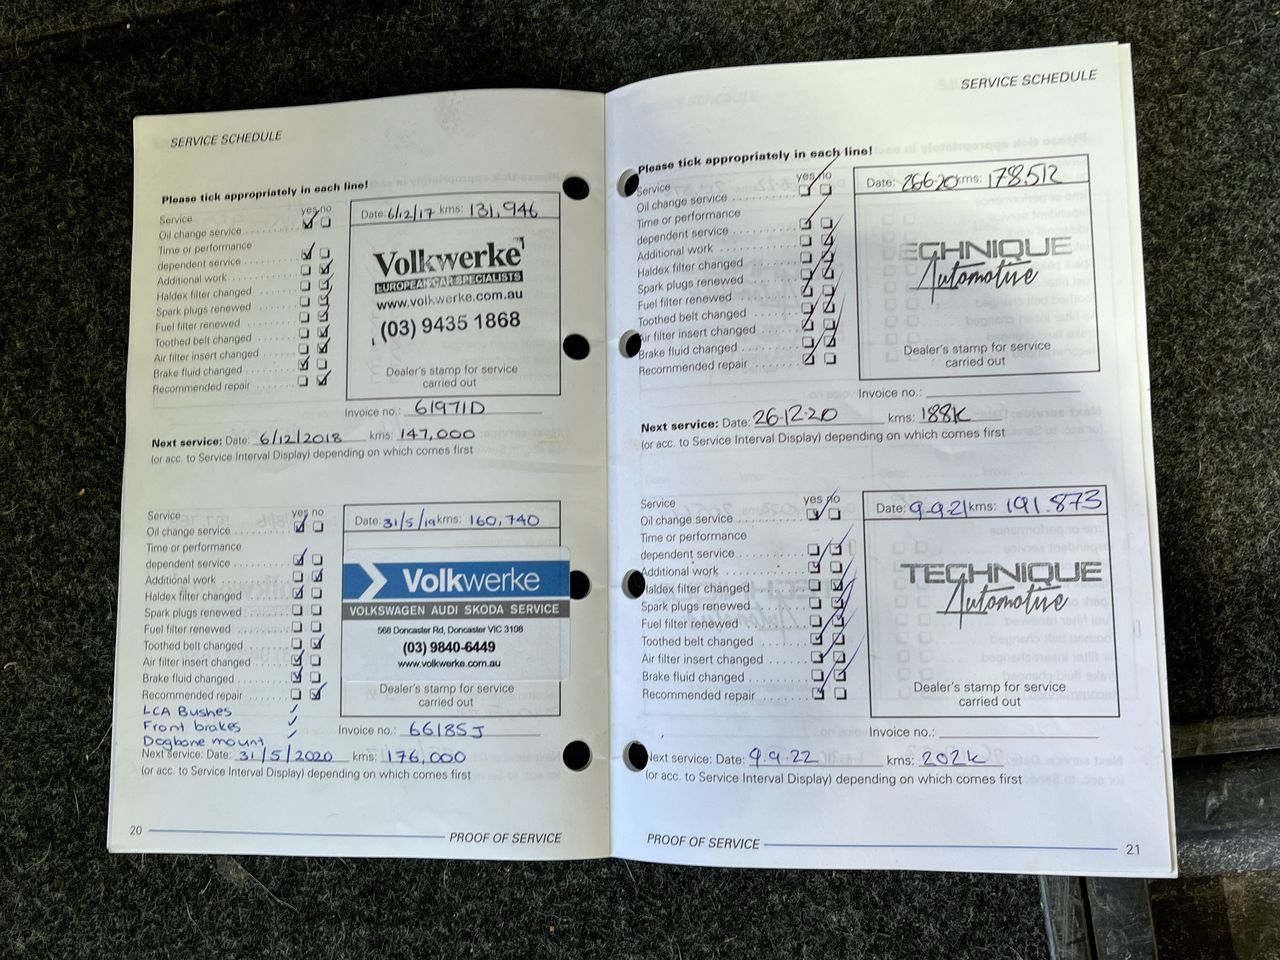 SERVICE SCHEDULE
Please tick appropriately in each line!
yes no
Service
Oil change service
Time or performance
dependent service
Additional work
Haldex filter changed
Spark plugs renewed
Fuel filter renewed
Toothed belt changed
Air filter insert changed
Brake fluid changed
Recommended repair
Date: 6/12/17 kms: 131,946
Volkwerke
EUROPEAN CAR SPECIALISTS
www.volkwerke.com.au
(03) 9435 1868
Dealer's stamp for service
carried out
Invoice no.: 61971D
Next service: Date: 6/12/2018 kms: 147,000
(or acc. to Service Interval Display) depending on which comes first
yes no
Service
Oil change service
Time or performance
dependent service
Additional work
Haldex filter changed
Spark plugs renewed
Fuel filter renewed
Toothed belt changed
Air filter insert changed
Brake fluid changed
Recommended repair
LCA Bushes
Front brakes
Dogbone mount
Date: 31/5/19 kms: 160,740
Volkwerke
VOLKSWAGEN AUDI SKODA SERVICE
568 Doncaster Rd, Doncaster VIC 3108
(03) 9840-6449
www.volkwerke.com.au
Dealer's stamp for service
carried out
Invoice no.: 66185J
Next service: Date: 31/5/2020 kms: 176,000
(or acc. to Service Interval Display) depending on which comes first
20
PROOF OF SERVICE
SERVICE SCHEDULE
Please tick appropriately in each line!
yes no
Service
Oil change service
Time or performance
dependent service
Additional work
Haldex filter changed
Spark plugs renewed
Fuel filter renewed
Toothed belt changed
Air filter insert changed
Brake fluid changed
Recommended repair
Date: 26.6.20 kms: 178,512
TECHNIQUE
Automotive
Dealer's stamp for service
carried out
Invoice no.:
Next service: Date: 26.12.20 kms: 188K
(or acc. to Service Interval Display) depending on which comes first
yes no
Service
Oil change service
Time or performance
dependent service
Additional work
Haldex filter changed
Spark plugs renewed
Fuel filter renewed
Toothed belt changed
Air filter insert changed
Brake fluid changed
Recommended repair
Date: 9.9.21 kms: 191.873
TECHNIQUE
Automotive
Dealer's stamp for service
carried out
Invoice no.:
Next service: Date: 9.9.22 kms: 202K
(or acc. to Service Interval Display) depending on which comes first
PROOF OF SERVICE
21